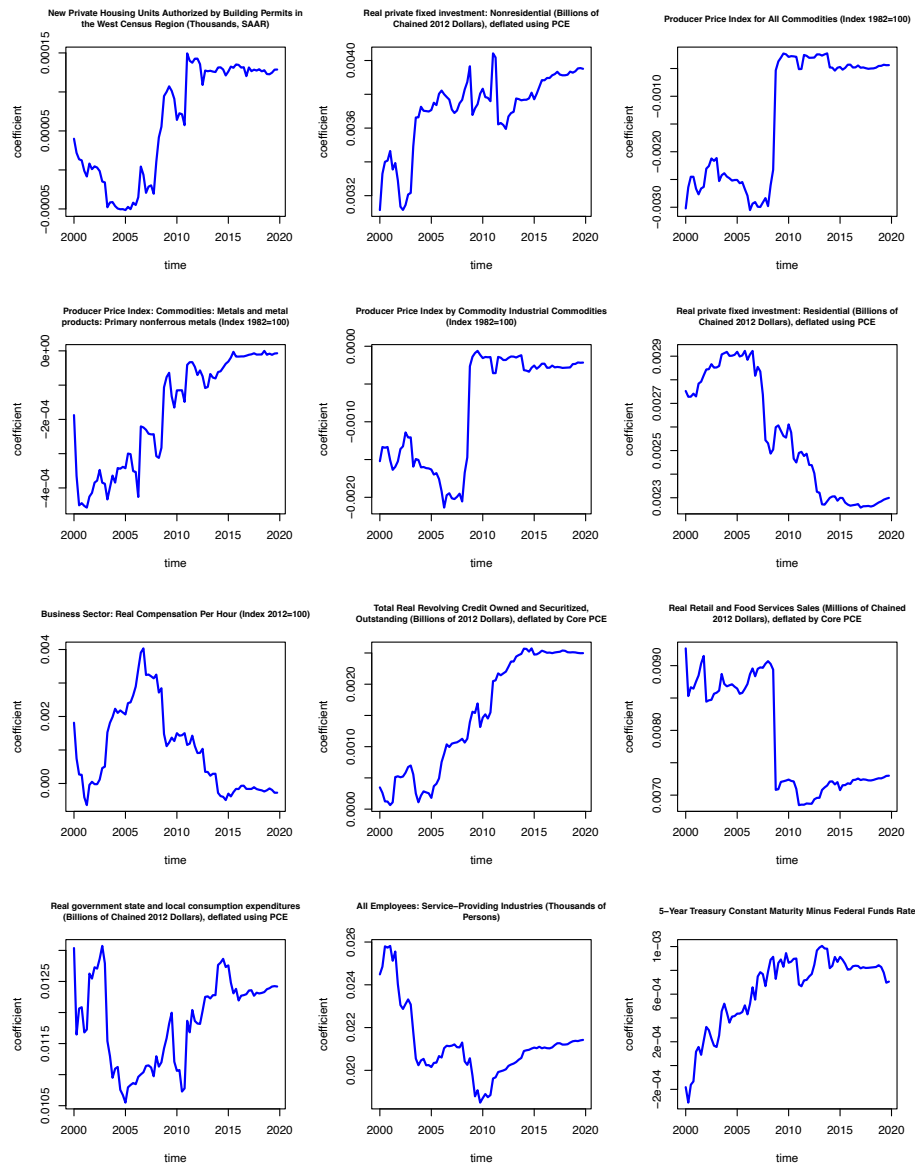 New Private Housing Units Authorized by Building Permits in
the West Census Region (Thousands, SAAR)
coefficient
0.00015
0.00005
−0.00005
2000 2005 2010 2015 2020
time
Real private fixed investment: Nonresidential (Billions of
Chained 2012 Dollars), deflated using PCE
coefficient
0.0040
0.0036
0.0032
2000 2005 2010 2015 2020
time
Producer Price Index for All Commodities (Index 1982=100)
coefficient
−0.0010
−0.0020
−0.0030
2000 2005 2010 2015 2020
time
Producer Price Index: Commodities: Metals and metal
products: Primary nonferrous metals (Index 1982=100)
coefficient
0e+00
−2e−04
−4e−04
2000 2005 2010 2015 2020
time
Producer Price Index by Commodity Industrial Commodities
(Index 1982=100)
coefficient
0.0000
−0.0010
−0.0020
2000 2005 2010 2015 2020
time
Real private fixed investment: Residential (Billions of
Chained 2012 Dollars), deflated using PCE
coefficient
0.0029
0.0027
0.0025
0.0023
2000 2005 2010 2015 2020
time
Business Sector: Real Compensation Per Hour (Index 2012=100)
coefficient
0.004
0.002
0.000
2000 2005 2010 2015 2020
time
Total Real Revolving Credit Owned and Securitized,
Outstanding (Billions of 2012 Dollars), deflated by Core PCE
coefficient
0.0020
0.0010
0.0000
2000 2005 2010 2015 2020
time
Real Retail and Food Services Sales (Millions of Chained
2012 Dollars), deflated by Core PCE
coefficient
0.0090
0.0080
0.0070
2000 2005 2010 2015 2020
time
Real government state and local consumption expenditures
(Billions of Chained 2012 Dollars), deflated using PCE
coefficient
0.0125
0.0115
0.0105
2000 2005 2010 2015 2020
time
All Employees: Service−Providing Industries (Thousands of
Persons)
coefficient
0.026
0.024
0.022
0.020
2000 2005 2010 2015 2020
time
5−Year Treasury Constant Maturity Minus Federal Funds Rate
coefficient
1e−03
6e−04
2e−04
−2e−04
2000 2005 2010 2015 2020
time